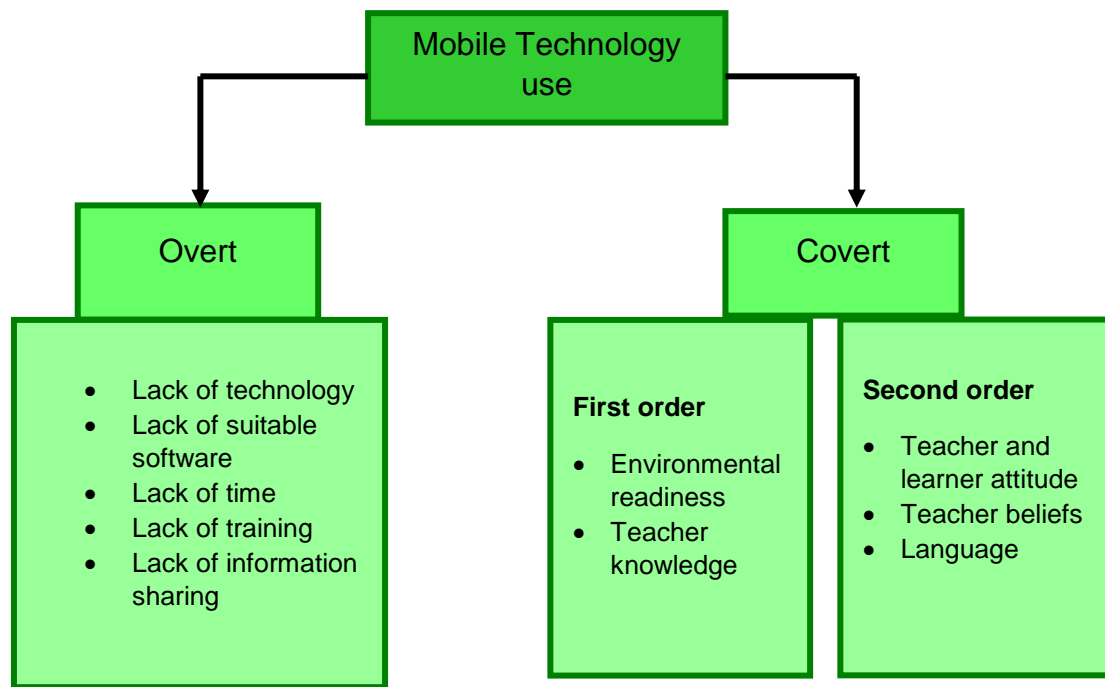 Mobile Technology
use
Overt
Covert
• Lack of technology
• Lack of suitable
software
• Lack of time
• Lack of training
• Lack of information
sharing
First order
• Environmental
readiness
• Teacher
knowledge
Second order
• Teacher and
learner attitude
• Teacher beliefs
• Language